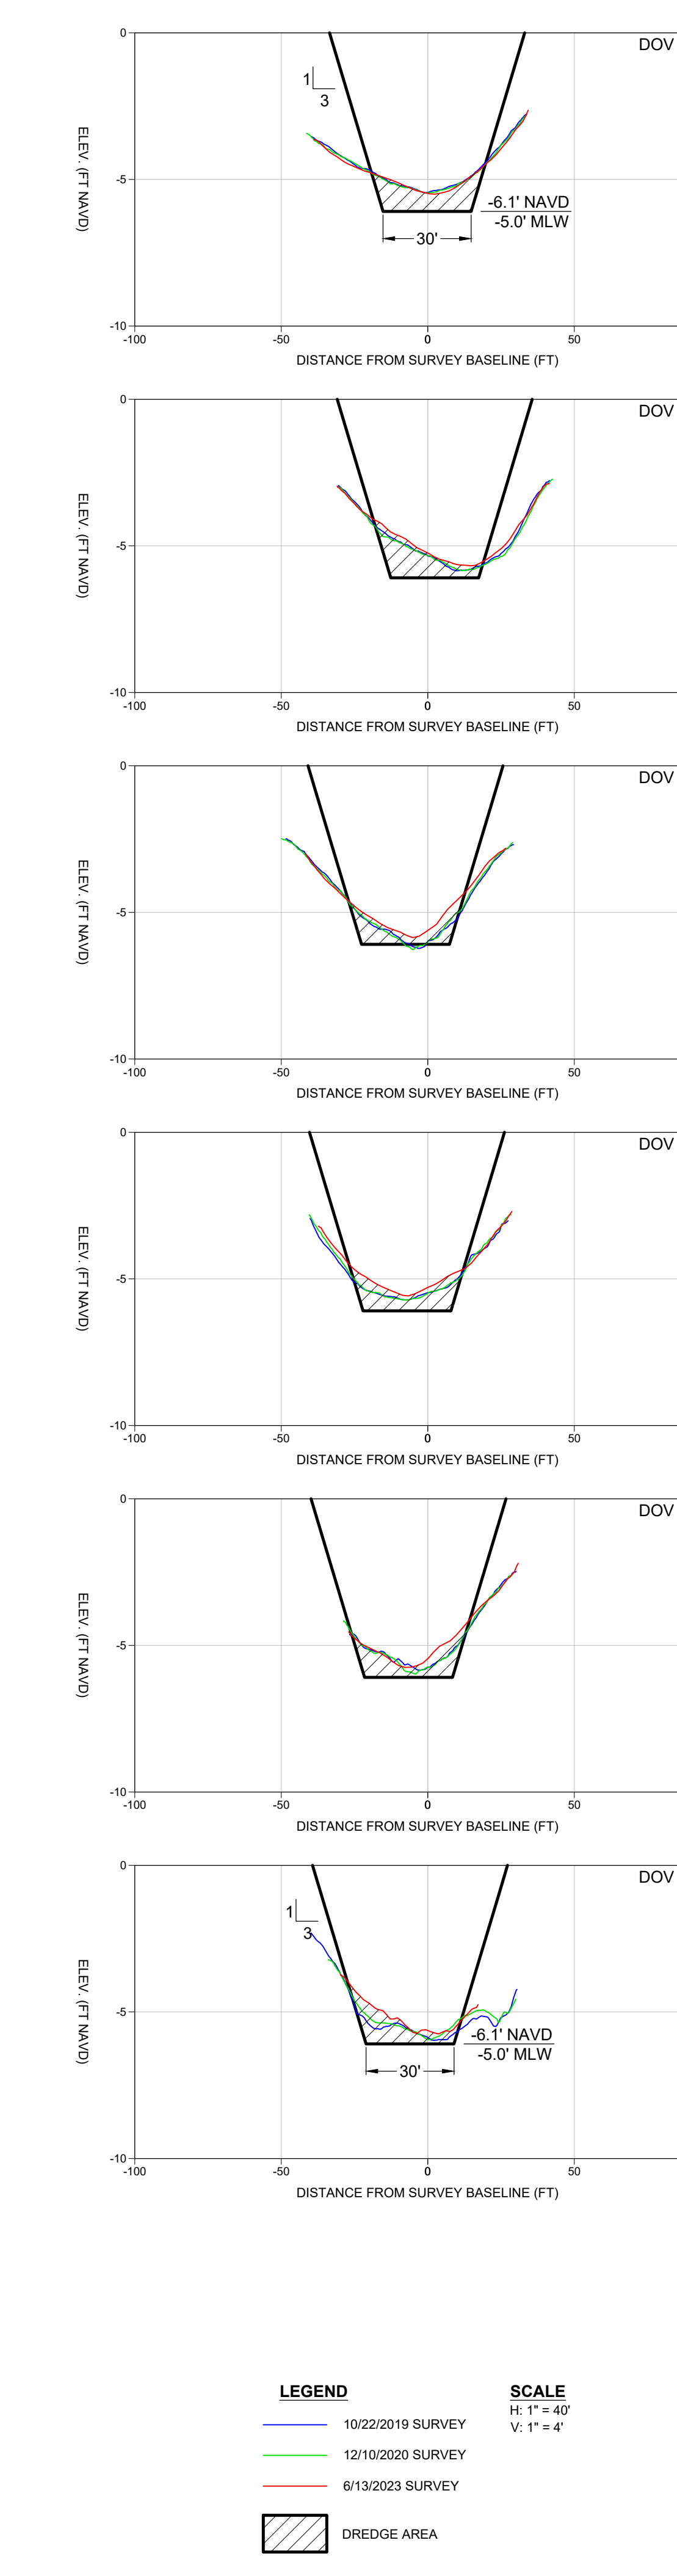 0
DOV
1
3
ELEV. (FT NAVD)
-5
-6.1' NAVD
-5.0' MLW
30'
-10
-100
-50
0
50
DISTANCE FROM SURVEY BASELINE (FT)
0
DOV
ELEV. (FT NAVD)
-5
-10
-100
-50
0
50
DISTANCE FROM SURVEY BASELINE (FT)
0
DOV
ELEV. (FT NAVD)
-5
-10
-100
-50
0
50
DISTANCE FROM SURVEY BASELINE (FT)
0
DOV
ELEV. (FT NAVD)
-5
-10
-100
-50
0
50
DISTANCE FROM SURVEY BASELINE (FT)
0
DOV
ELEV. (FT NAVD)
-5
-10
-100
-50
0
50
DISTANCE FROM SURVEY BASELINE (FT)
0
DOV
1
3
ELEV. (FT NAVD)
-5
-6.1' NAVD
-5.0' MLW
30'
-10
-100
-50
0
50
DISTANCE FROM SURVEY BASELINE (FT)
LEGEND
10/22/2019 SURVEY
12/10/2020 SURVEY
6/13/2023 SURVEY
DREDGE AREA
SCALE
H: 1" = 40'
V: 1" = 4'